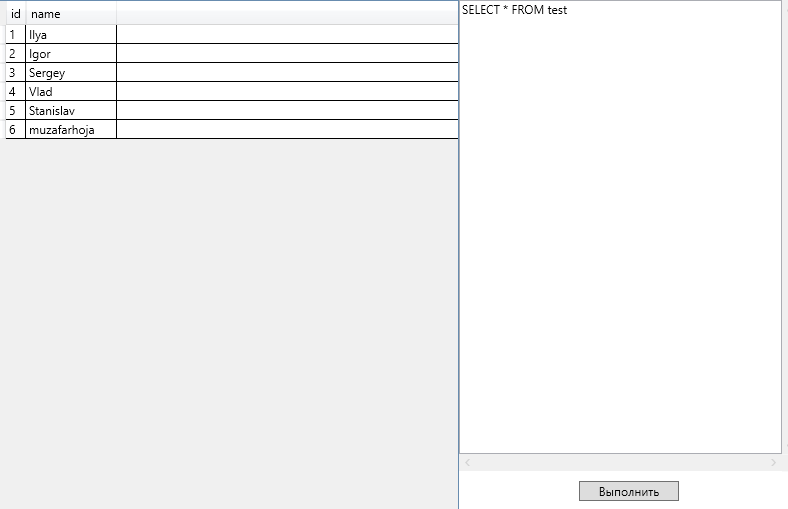 id name
1 Ilya
2 Igor
3 Sergey
4 Vlad
5 Stanislav
6 muzafarhoja
SELECT * FROM test
Выполнить